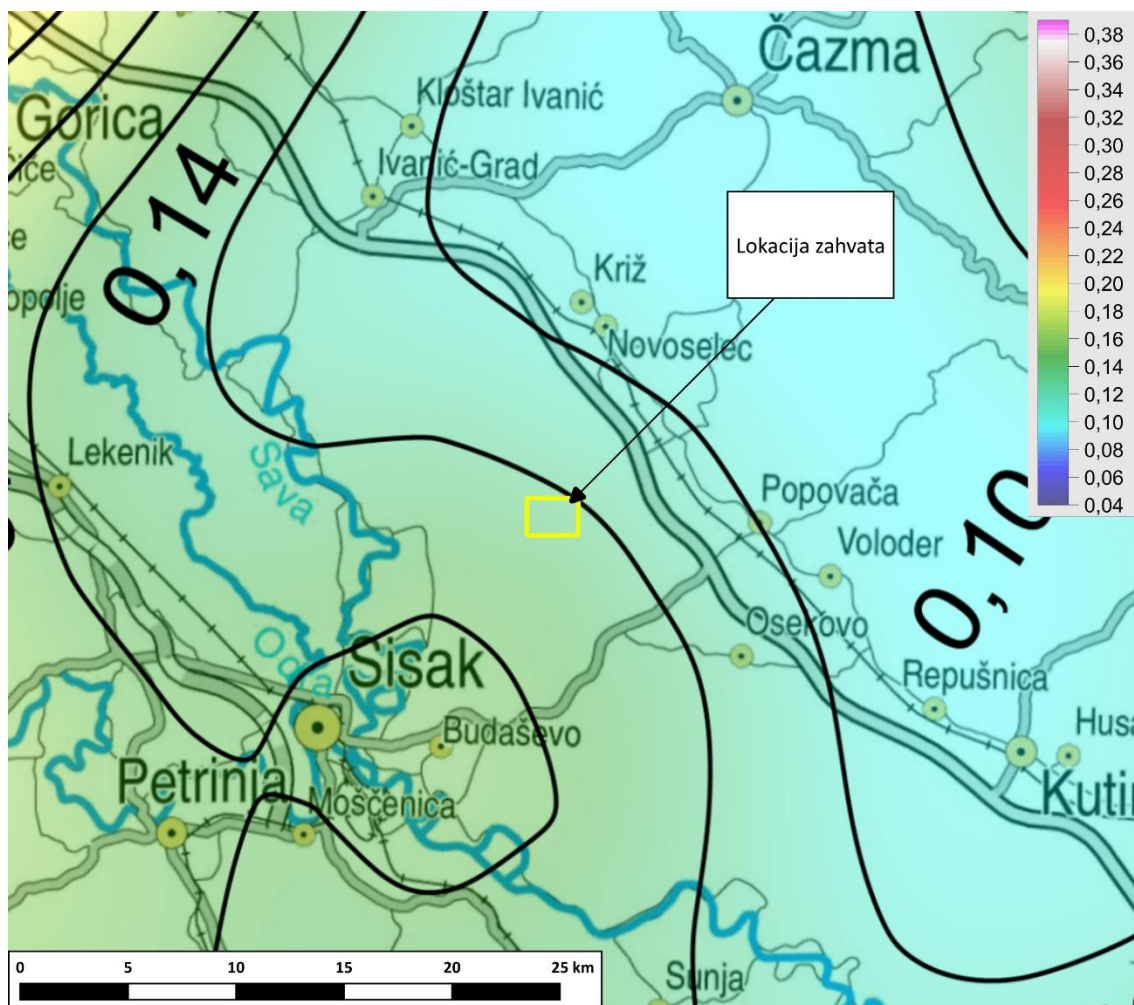 Čazma
Kloštar Ivanić
Gorica
Ivanić-Grad
0,14
Lokacija zahvata
Križ
Novoselec
Lekenik
Sava
Popovača
Voloder
0,10
Odra
Osekovo
Sisak
Repušnica
Budaševo
Petrinja
Moščenica
Sunja
0,38
0,36
0,34
0,32
0,30
0,28
0,26
0,24
0,22
0,20
0,18
0,16
0,14
0,12
0,10
0,08
0,06
0,04
0 5 10 15 20 25 km